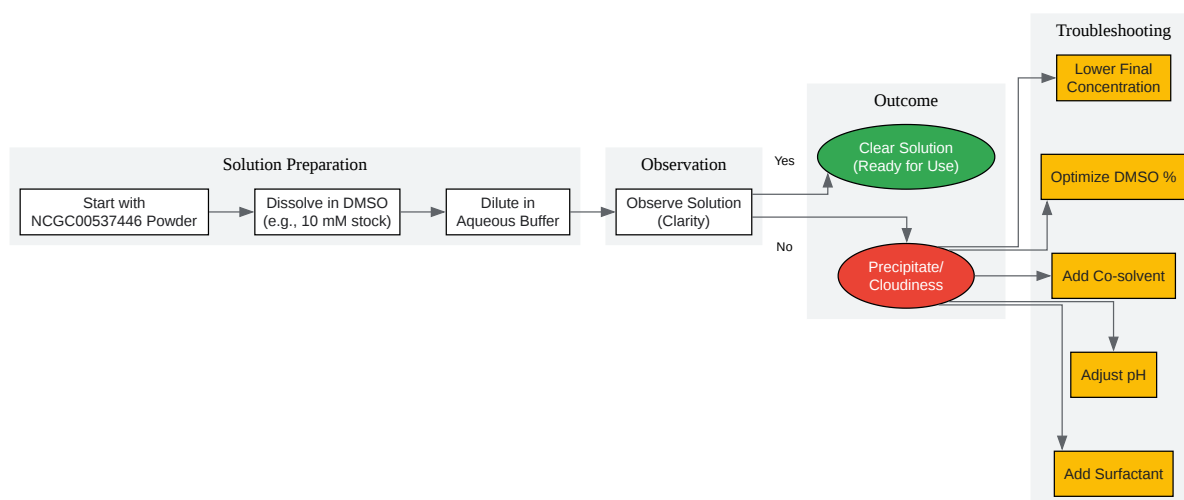 Solution Preparation
Start with
NCGC00537446 Powder
Dissolve in DMSO
(e.g., 10 mM stock)
Dilute in
Aqueous Buffer
Observation
Observe Solution
(Clarity)
Yes
No
Outcome
Clear Solution
(Ready for Use)
Precipitate/
Cloudiness
Troubleshooting
Lower Final
Concentration
Optimize DMSO %
Add Co-solvent
Adjust pH
Add Surfactant